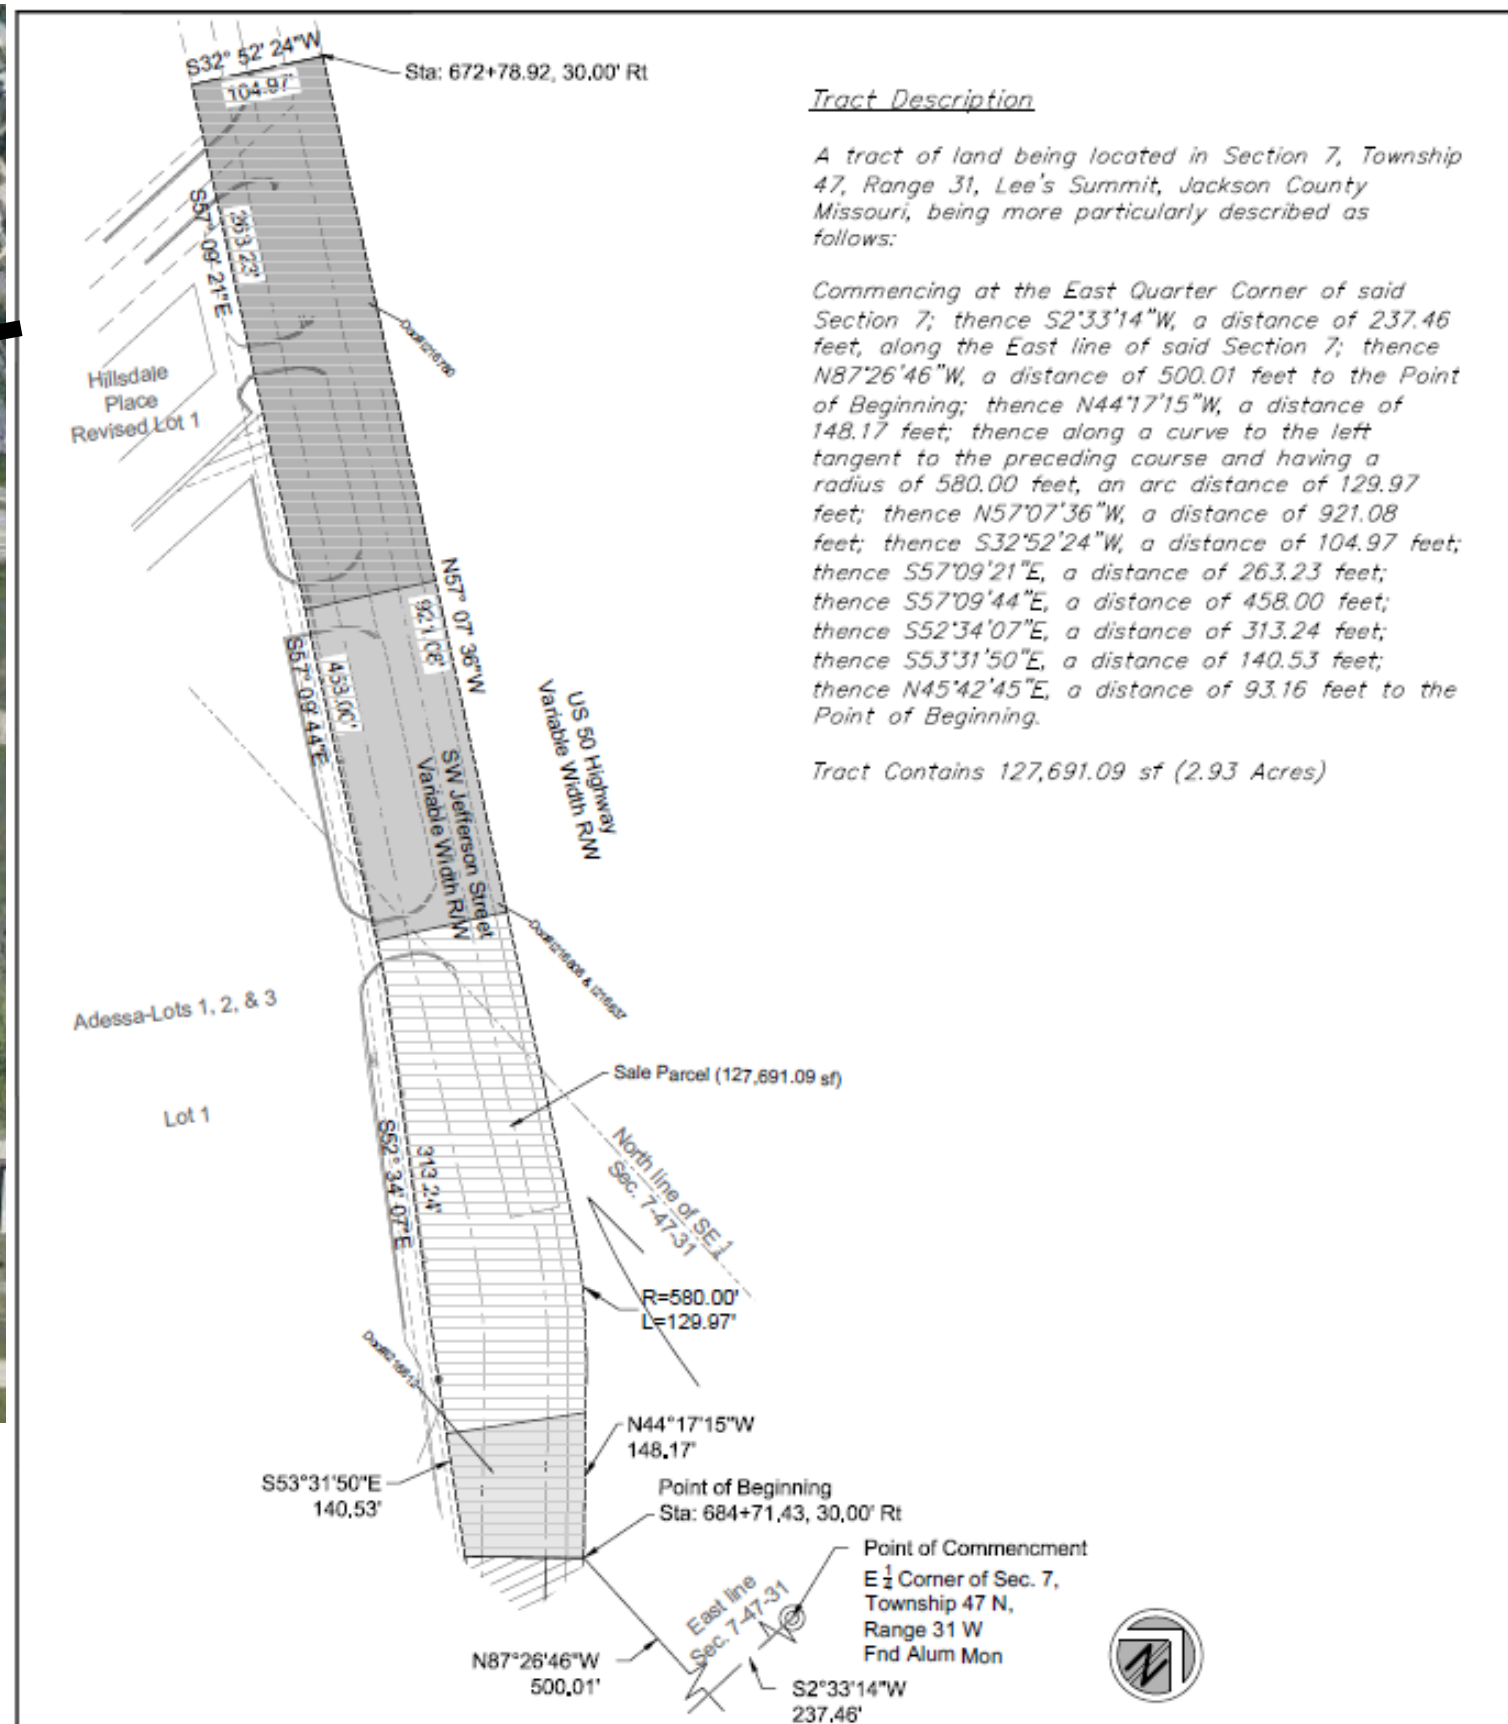 S32° 52' 24"W
104.97'
Sta: 672+78.92, 30.00' Rt
S57° 09' 21"E
263.23'
Hillsdale
Place
Revised Lot 1
N57° 07' 36"W
921.08'
S57° 09' 44"E
458.00'
US 50 Highway
Variable Width R/W
SW Jefferson Street
Variable Width R/W
Adessa-Lots 1, 2, & 3
Lot 1
Sale Parcel (127,691.09 sf)
S52° 34' 07"E
313.24'
North line of SE 1/4
Sec. 7-47-31
R=580.00'
L=129.97'
N44°17'15"W
148.17'
S53°31'50"E
140.53'
Point of Beginning
Sta: 684+71.43, 30.00' Rt
Point of Commencment
E 1/4 Corner of Sec. 7,
Township 47 N,
Range 31 W
Fnd Alum Mon
East line
Sec. 7-47-31
N87°26'46"W
500.01'
S2°33'14"W
237.46'
Tract Description
A tract of land being located in Section 7, Township
47, Range 31, Lee's Summit, Jackson County
Missouri, being more particularly described as
follows:
Commencing at the East Quarter Corner of said
Section 7; thence S2°33'14"W, a distance of 237.46
feet, along the East line of said Section 7; thence
N87°26'46"W, a distance of 500.01 feet to the Point
of Beginning; thence N44°17'15"W, a distance of
148.17 feet; thence along a curve to the left
tangent to the preceding course and having a
radius of 580.00 feet, an arc distance of 129.97
feet; thence N57°07'36"W, a distance of 921.08
feet; thence S32°52'24"W, a distance of 104.97 feet;
thence S57°09'21"E, a distance of 263.23 feet;
thence S57°09'44"E, a distance of 458.00 feet;
thence S52°34'07"E, a distance of 313.24 feet;
thence S53°31'50"E, a distance of 140.53 feet;
thence N45°42'45"E, a distance of 93.16 feet to the
Point of Beginning.
Tract Contains 127,691.09 sf (2.93 Acres)
N